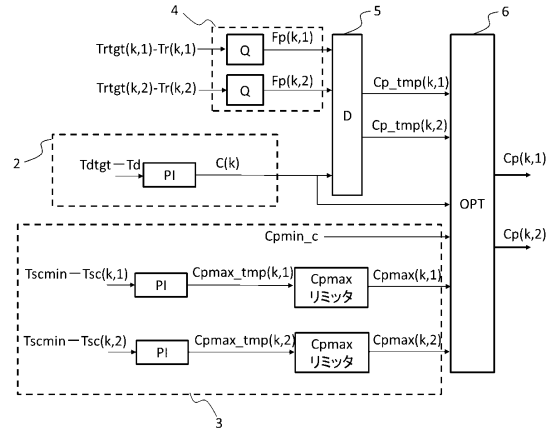 4
5
6
Trtgt(k,1)-Tr(k,1)
Q
Fp(k,1)
Trtgt(k,2)-Tr(k,2)
Q
Fp(k,2)
D
Cp_tmp(k,1)
Cp_tmp(k,2)
2
Tdtgt－Td
PI
C(k)
OPT
Cp(k,1)
Cp(k,2)
Cpmin_c
Tscmin－Tsc(k,1)
PI
Cpmax_tmp(k,1)
Cpmax
リミッタ
Cpmax(k,1)
Tscmin－Tsc(k,2)
PI
Cpmax_tmp(k,2)
Cpmax
リミッタ
Cpmax(k,2)
3